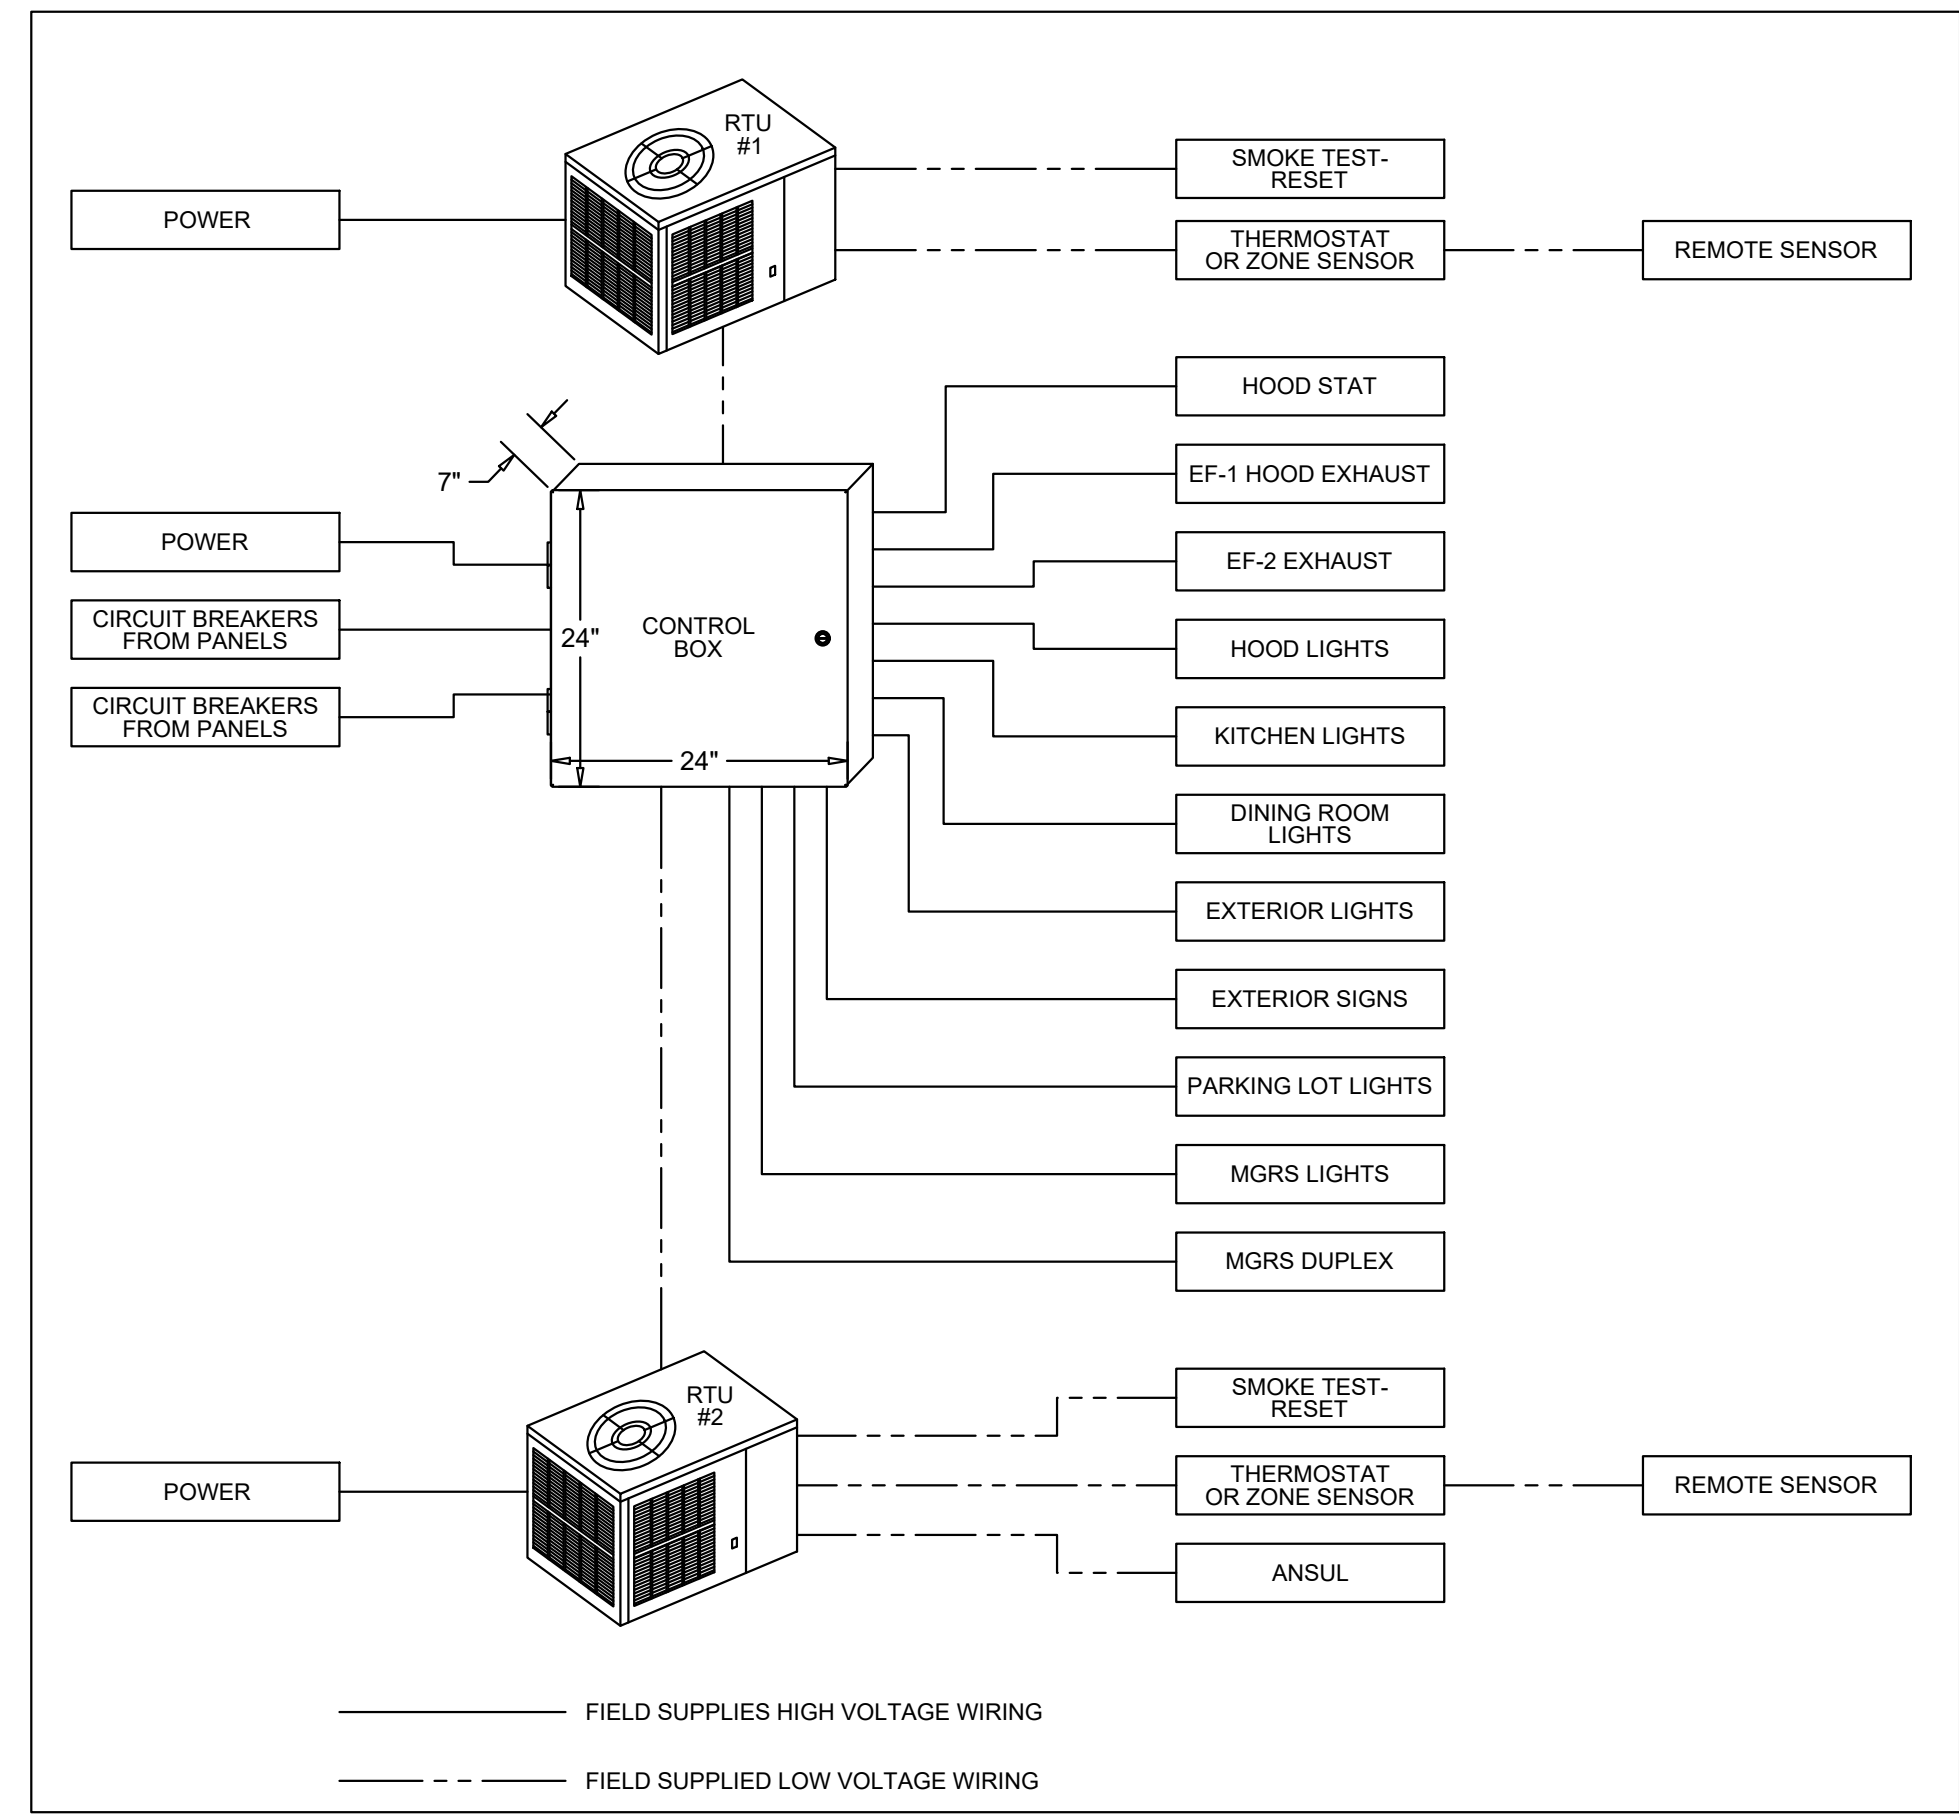 RTU
#1
SMOKE TEST-
RESET
POWER
THERMOSTAT
OR ZONE SENSOR
REMOTE SENSOR
HOOD STAT
7"
EF-1 HOOD EXHAUST
POWER
EF-2 EXHAUST
CIRCUIT BREAKERS
FROM PANELS
24"
CONTROL
BOX
HOOD LIGHTS
CIRCUIT BREAKERS
FROM PANELS
KITCHEN LIGHTS
24"
DINING ROOM
LIGHTS
EXTERIOR LIGHTS
EXTERIOR SIGNS
PARKING LOT LIGHTS
MGRS LIGHTS
MGRS DUPLEX
RTU
#2
SMOKE TEST-
RESET
POWER
THERMOSTAT
OR ZONE SENSOR
REMOTE SENSOR
ANSUL
FIELD SUPPLIES HIGH VOLTAGE WIRING
FIELD SUPPLIED LOW VOLTAGE WIRING